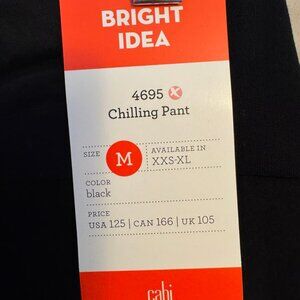 BRIGHT
IDEA
4695
Chilling Pant
SIZE
M
AVAILABLE IN
XXS-XL
COLOR
black
PRICE
USA 125 | CAN 166 | UK 105
cabi